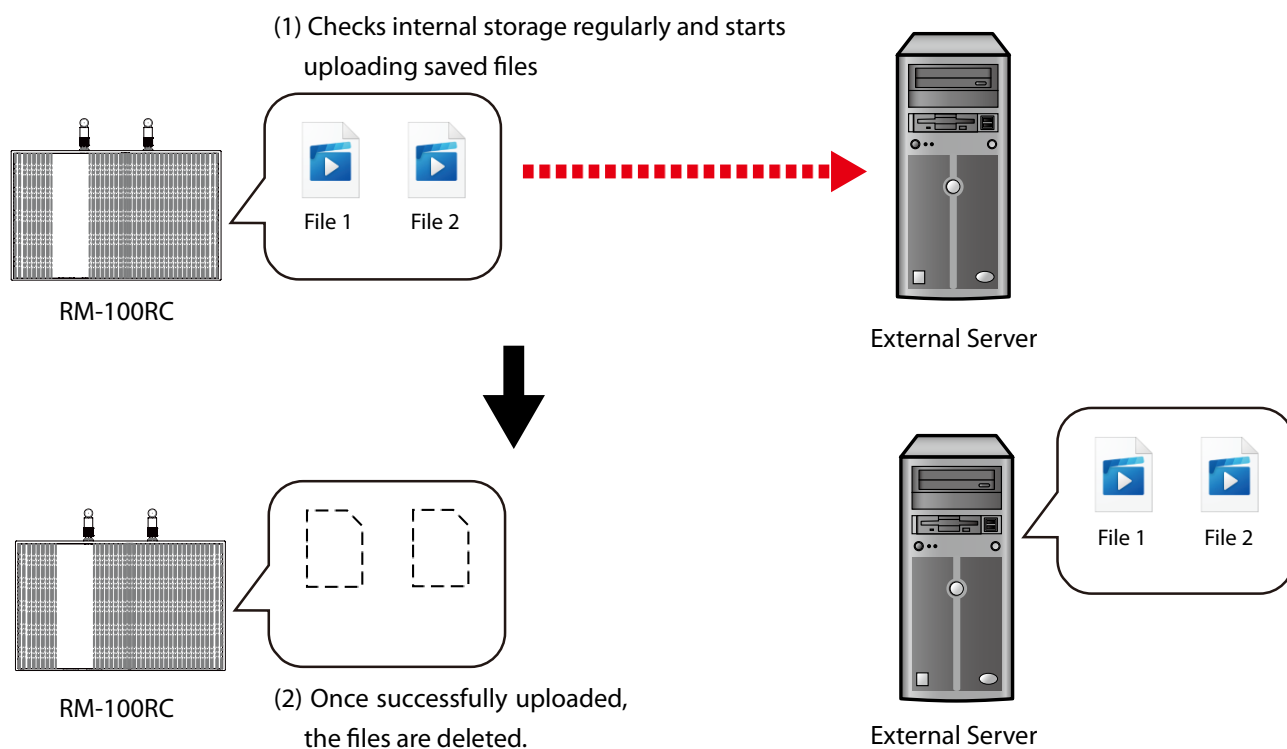 (1) Checks internal storage regularly and starts
uploading saved files
File 1
File 2
RM-100RC
External Server
File 1
File 2
RM-100RC
(2) Once successfully uploaded,
the files are deleted.
External Server